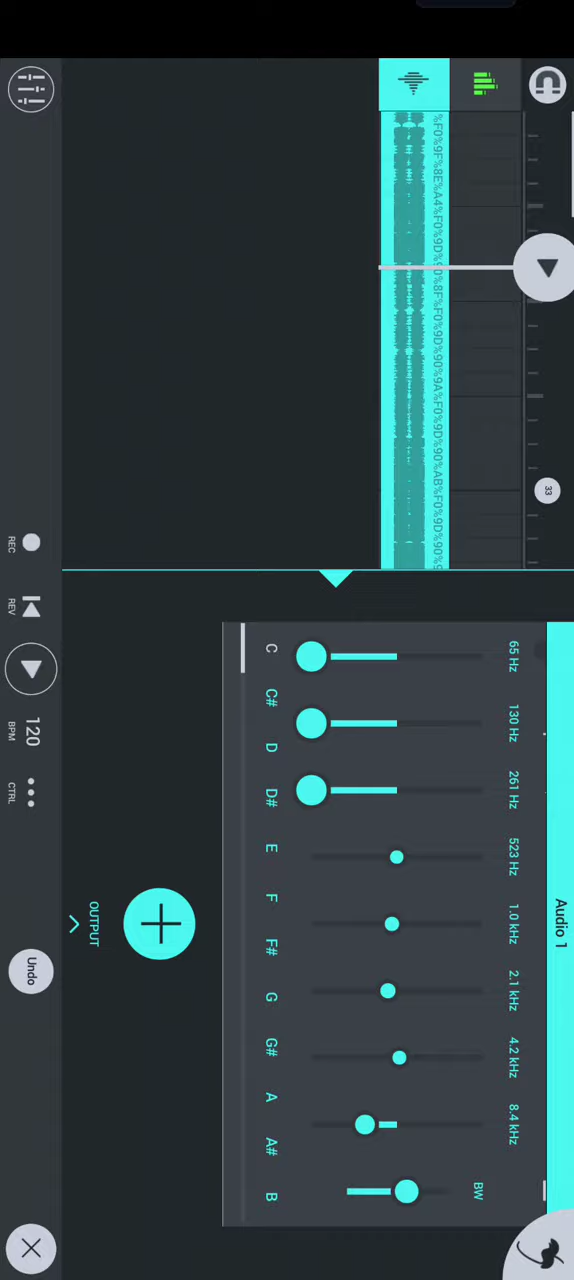 33
%F0%9F%8E%A4%F0%9D%90%8F%F0%9D%90%9A%F0%9D%90%AB%F0%9D%90%9
Audio 1
65 Hz 130 Hz 261 Hz 523 Hz 1.0 kHz 2.1 kHz 4.2 kHz 8.4 kHz
BW
C C# D D# E F F# G G# A A# B
OUTPUT
120
Undo
REC REV BPM CTRL